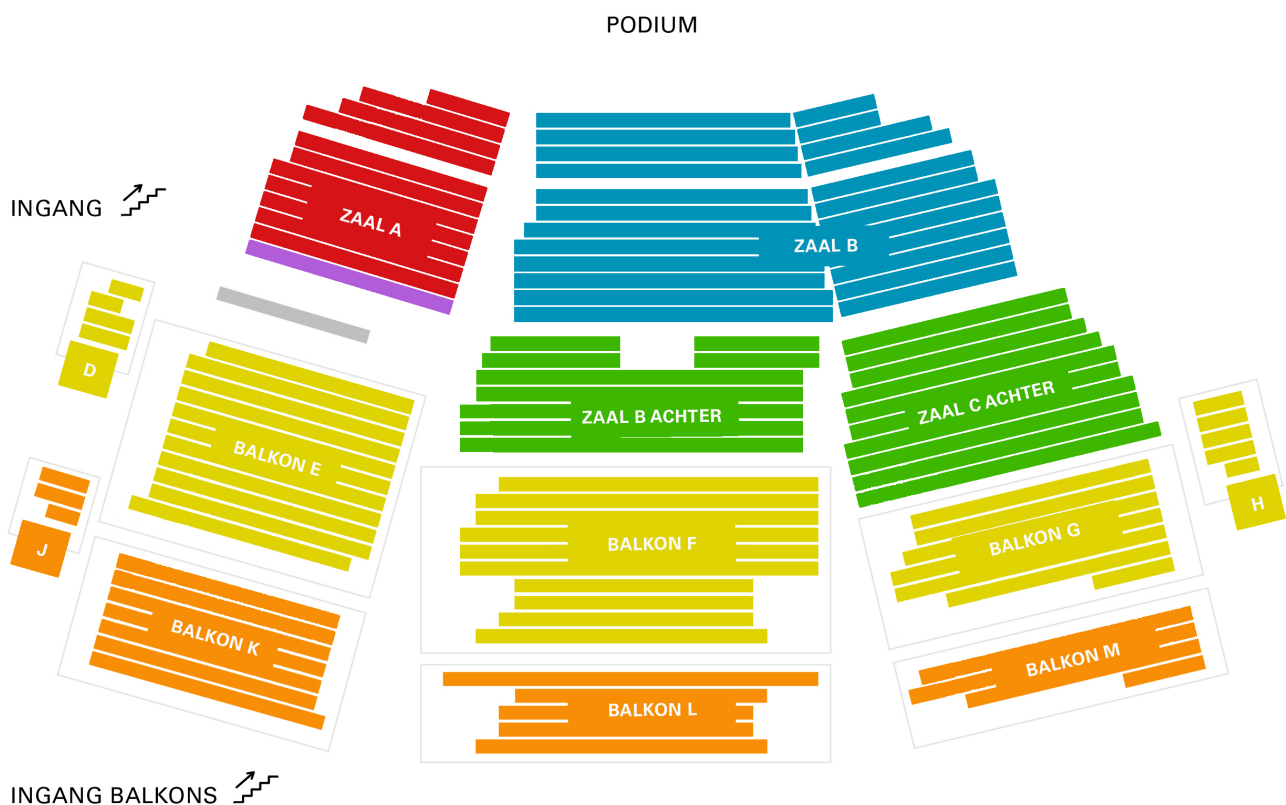 PODIUM
INGANG
ZAAL A
ZAAL B
D
ZAAL B ACHTER
ZAAL C ACHTER
BALKON E
H
J
BALKON F
BALKON G
BALKON K
BALKON M
BALKON L
INGANG BALKONS